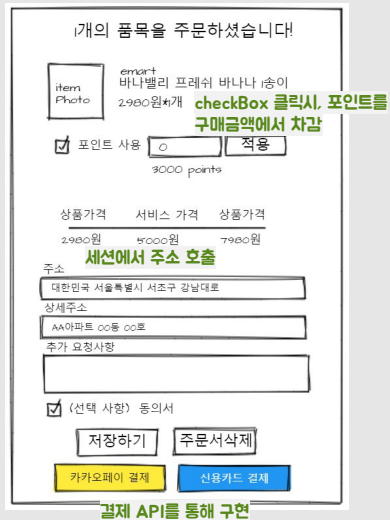 1개의 품목을 주문하셨습니다!
item
Photo
emart
바나밸리 프레쉬 바나나 1송이
2980원*1개
checkBox 클릭시, 포인트를
구매금액에서 차감
포인트 사용 0 적용
3000 points
상품가격 서비스 가격 상품가격
2980원 5000원 7980원
세션에서 주소 호출
주소
대한민국 서울특별시 서초구 강남대로
상세주소
AA아파트 00동 00호
추가 요청사항
(선택 사항) 동의서
저장하기 주문서삭제
카카오페이 결제 신용카드 결제
결제 API를 통해 구현